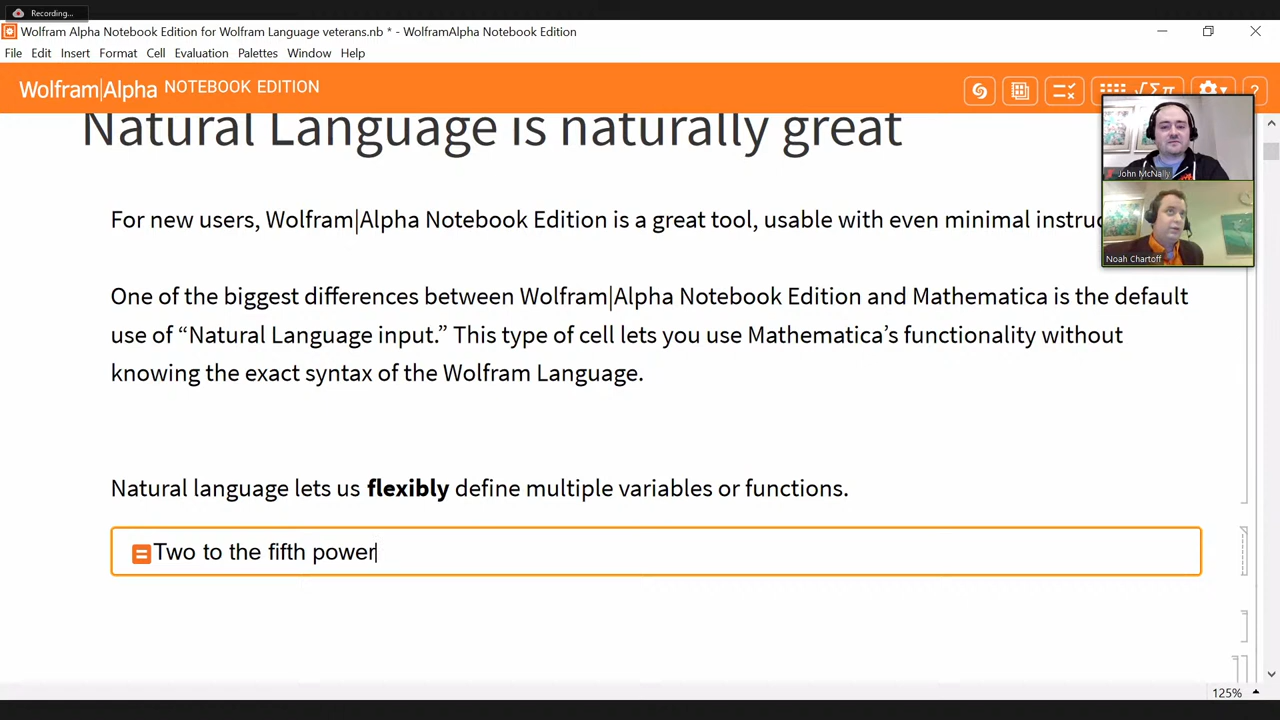 Recording...
Wolfram Alpha Notebook Edition for Wolfram Language veterans.nb * - WolframAlpha Notebook Edition
File Edit Insert Format Cell Evaluation Palettes Window Help
Wolfram|Alpha NOTEBOOK EDITION
√Σπ
?
Natural Language is naturally great
John McNally
For new users, Wolfram|Alpha Notebook Edition is a great tool, usable with even minimal instruc
Noah Chartoff
One of the biggest differences between Wolfram|Alpha Notebook Edition and Mathematica is the default
use of “Natural Language input.” This type of cell lets you use Mathematica’s functionality without
knowing the exact syntax of the Wolfram Language.
Natural language lets us flexibly define multiple variables or functions.
Two to the fifth power
125%